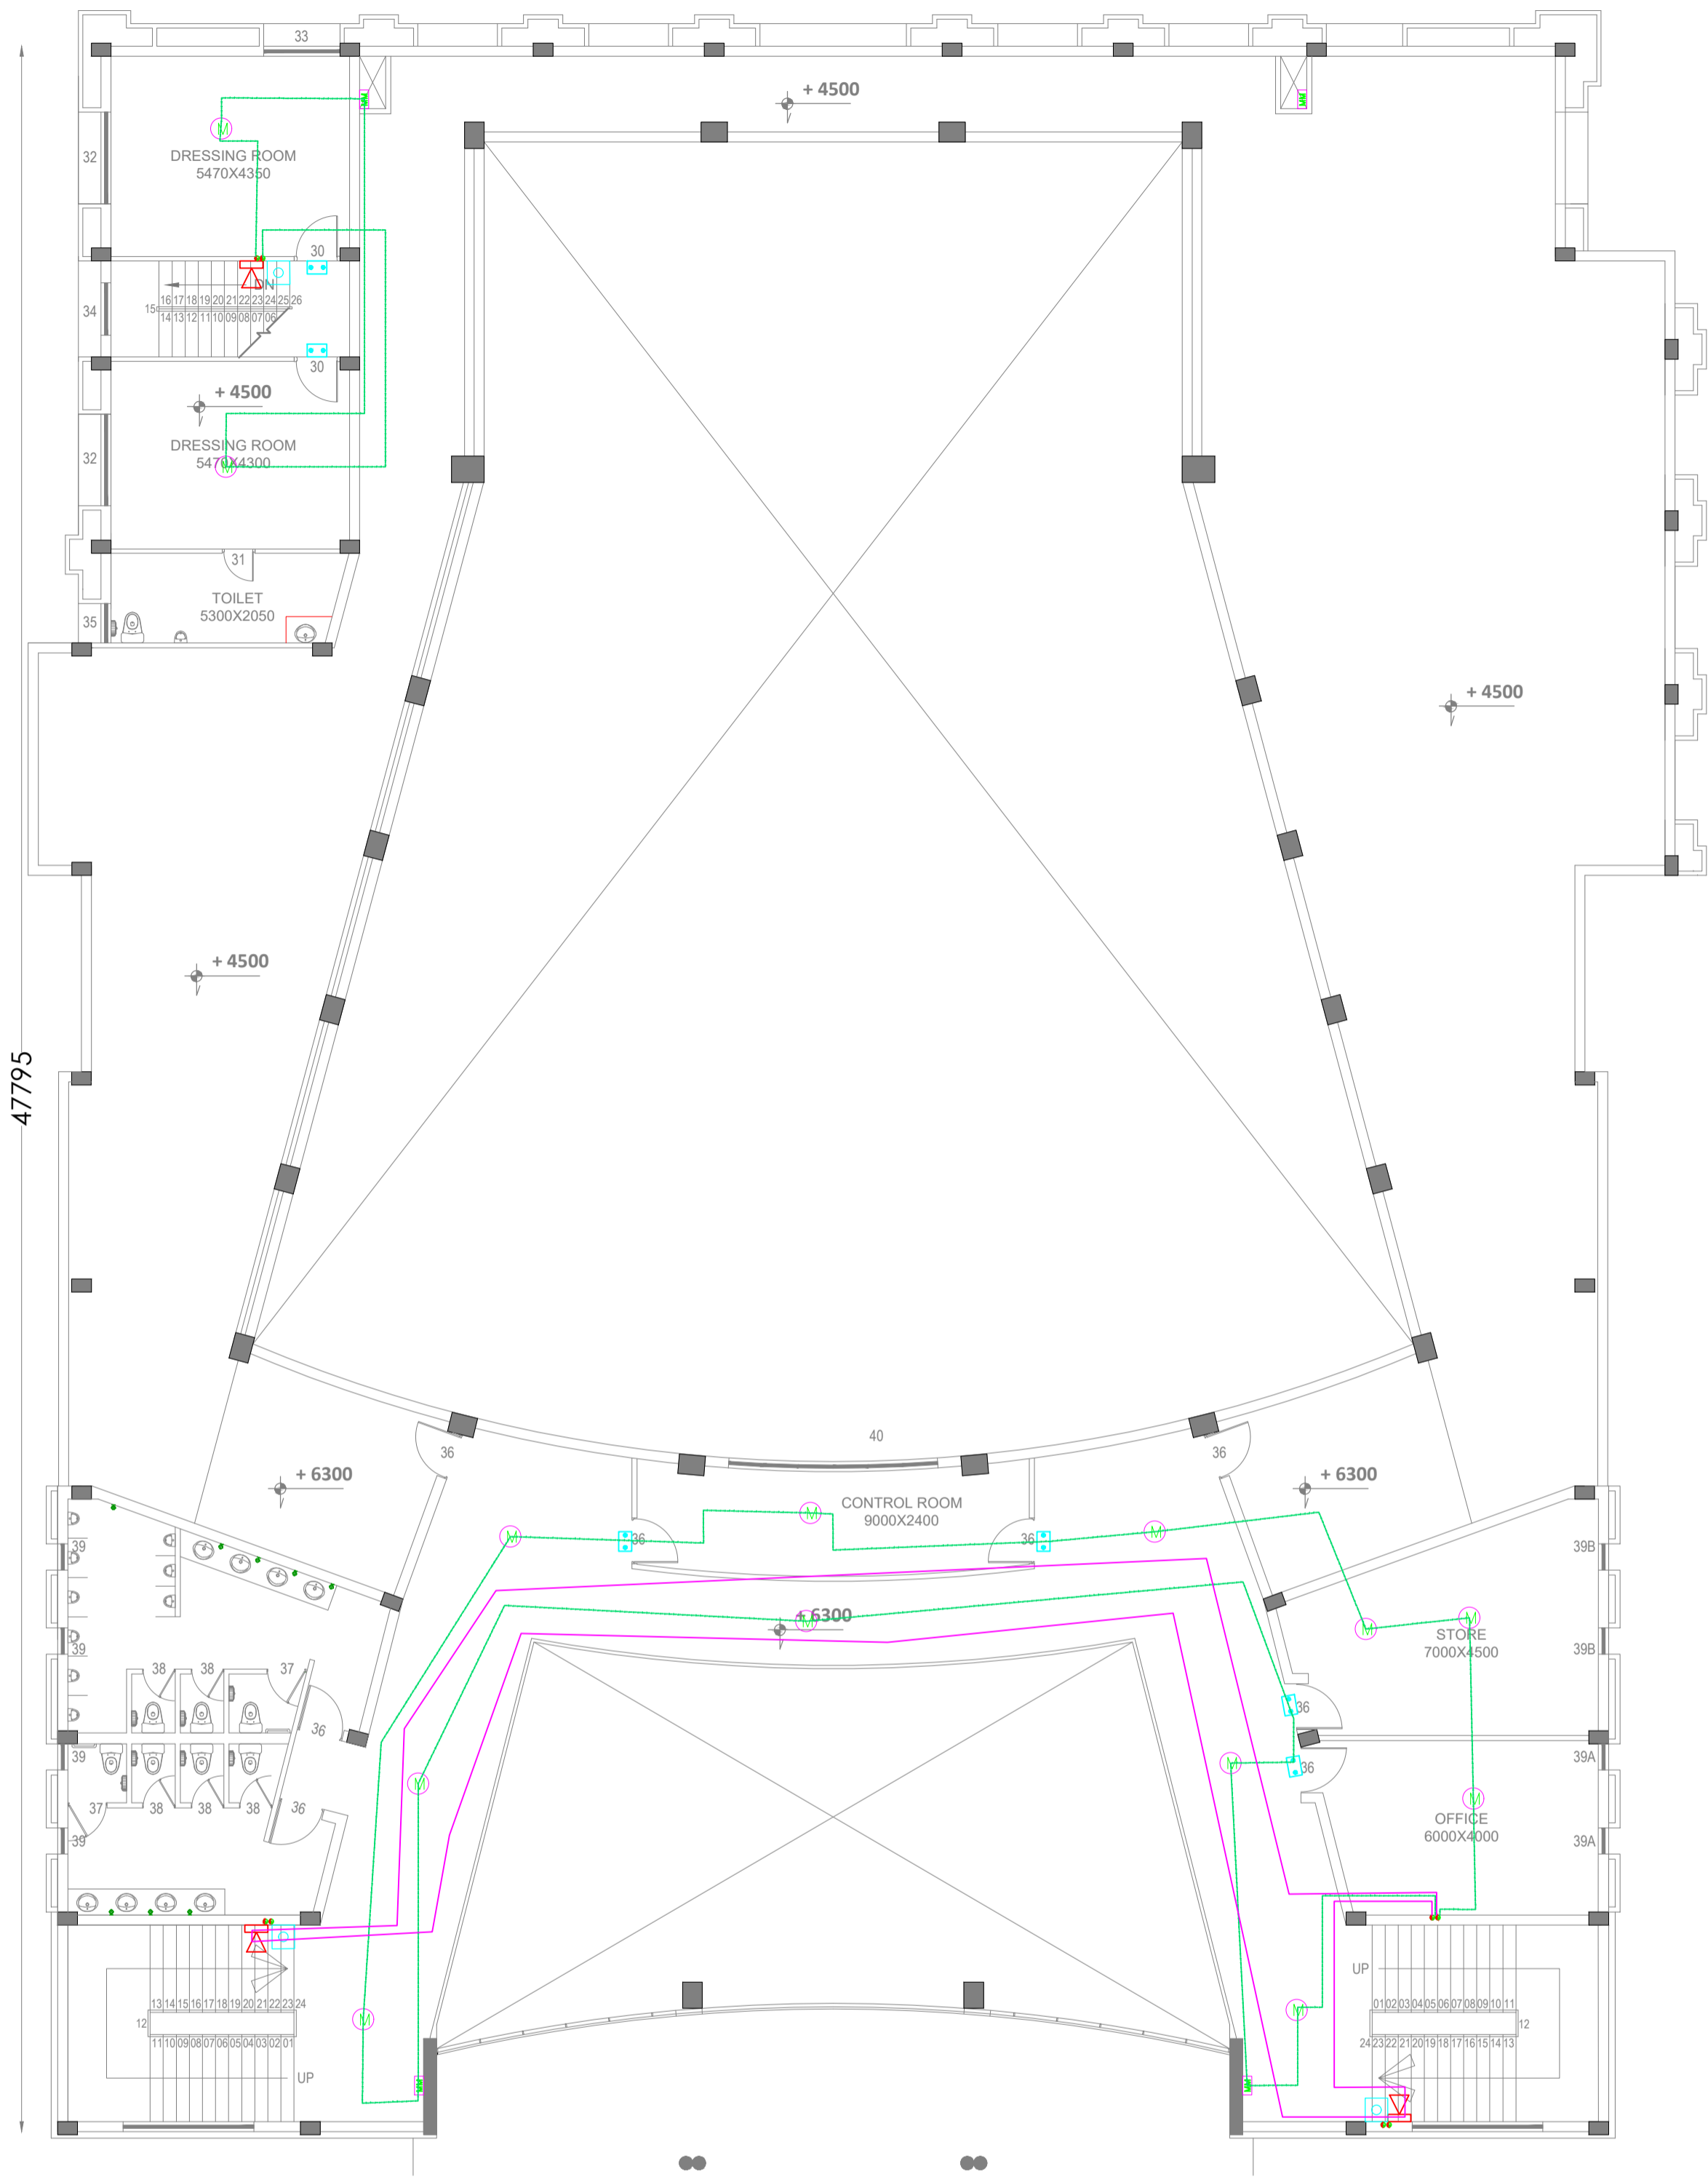 33
+ 4500
M
32
DRESSING ROOM
5470X4350
30
DN
16 17 18 19 20 21 22 23 24 25 26
15
14 13 12 11 10 09 08 07 06
34
30
+ 4500
DRESSING ROOM
5470X4300
M
32
31
TOILET
5300X2050
35
+ 4500
+ 4500
47795
40
36
36
+ 6300
+ 6300
CONTROL ROOM
9000X2400
M
M
M
36
36
39
39B
+ 6300
M
M
M
STORE
7000X4500
39
39B
38
38
37
36
36
39
39A
M
M
36
M
OFFICE
6000X4000
37
38
38
38
36
39
39A
UP
13 14 15 16 17 18 19 20 21 22 23 24
12
11 10 09 08 07 06 05 04 03 02 01
UP
M
M
01 02 03 04 05 06 07 08 09 10 11
12
24 23 22 21 20 19 18 17 16 15 14 13